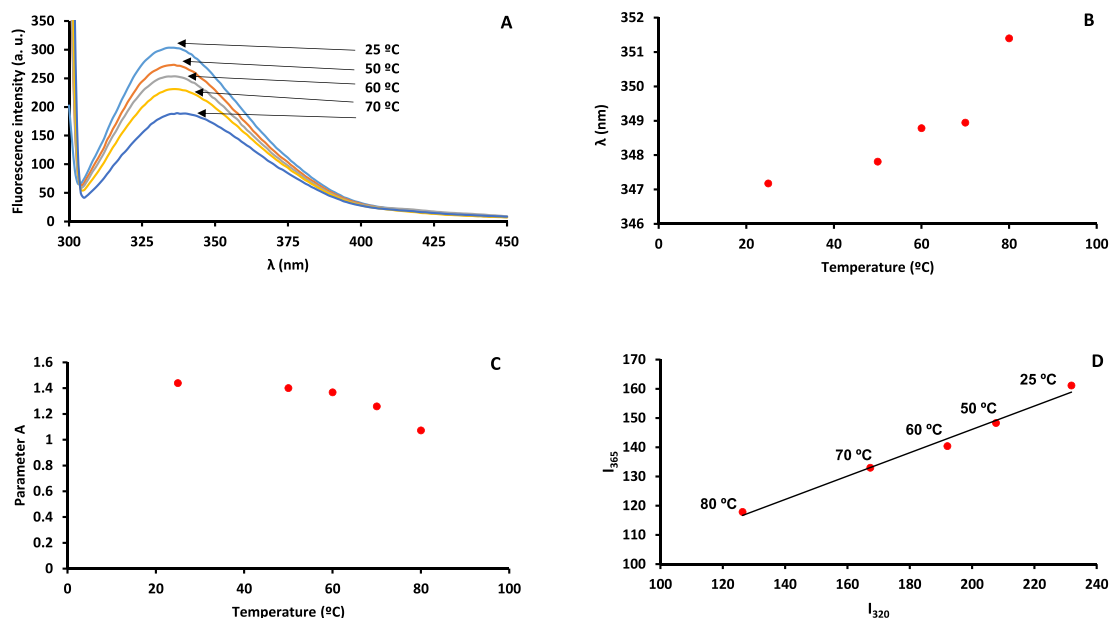 A
Fluorescence intensity (a. u.)
350
300
250
200
150
100
50
0
300 325 350 375 400 425 450
λ (nm)
25 ºC
50 ºC
60 ºC
70 ºC
B
λ (nm)
352
351
349
348
347
346
0 20 40 60 80 100
Temperature (ºC)
C
Parameter A
1.6
1.4
1.2
1
0.8
0.6
0.4
0.2
0
0 20 40 60 80 100
Temperature (ºC)
D
I365
170
160
150
140
130
120
110
100
25 ºC
50 ºC
60 ºC
70 ºC
80 ºC
100 120 140 160 180 200 220 240
I320